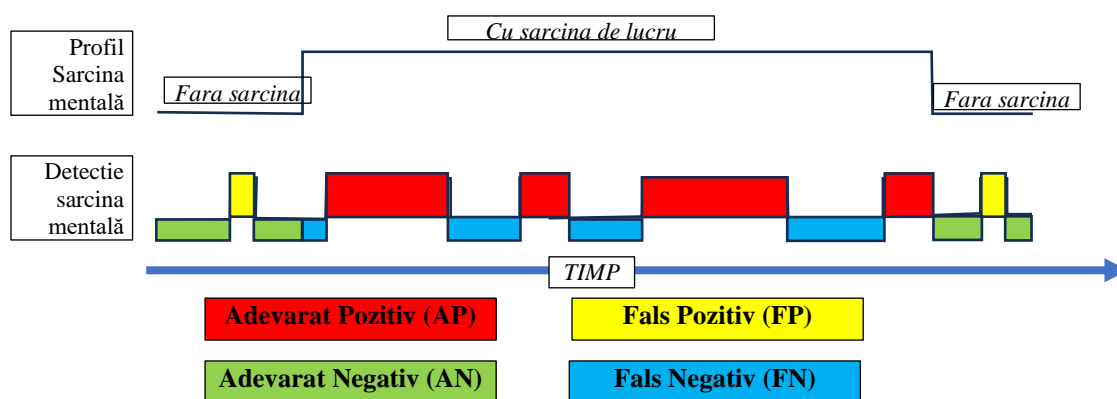 Profil
Sarcina
mentală
Cu sarcina de lucru
Fara sarcina
Fara sarcina
Detectie
sarcina
mentală
TIMP
Adevarat Pozitiv (AP)
Fals Pozitiv (FP)
Adevarat Negativ (AN)
Fals Negativ (FN)